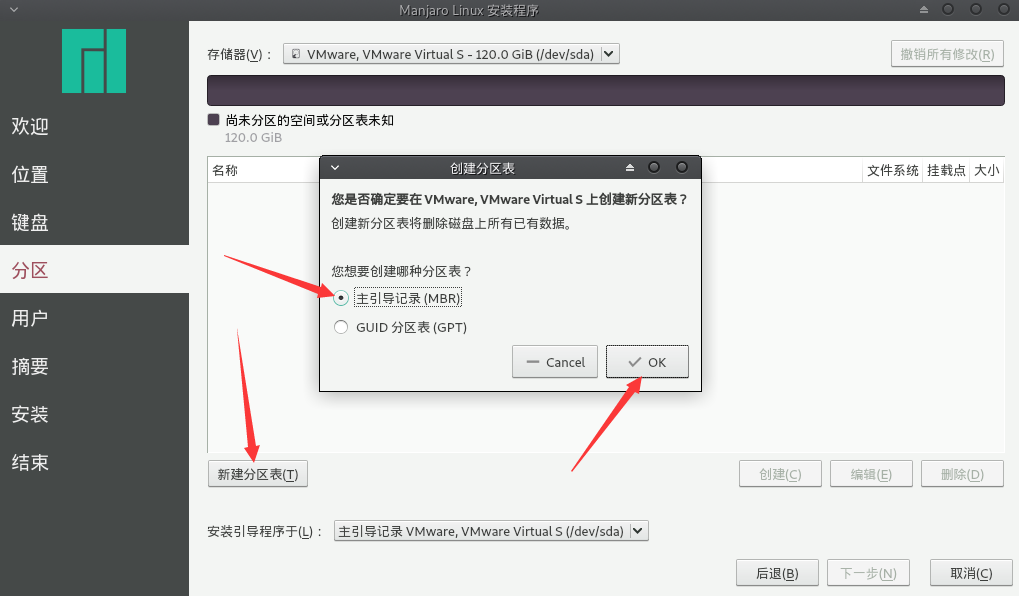 Manjaro Linux 安装程序
欢迎
位置
键盘
分区
用户
摘要
安装
结束
存储器(V)： VMware, VMware Virtual S - 120.0 GiB (/dev/sda) 撤销所有修改(R)
尚未分区的空间或分区表未知
120.0 GiB
名称 文件系统 挂载点 大小
创建分区表
您是否确定要在 VMware, VMware Virtual S 上创建新分区表？
创建新分区表将删除磁盘上所有已有数据。
您想要创建哪种分区表？
主引导记录 (MBR)
GUID 分区表 (GPT)
Cancel OK
新建分区表(T) 创建(C) 编辑(E) 删除(D)
安装引导程序于(L)： 主引导记录 VMware, VMware Virtual S (/dev/sda)
后退(B) 下一步(N) 取消(C)